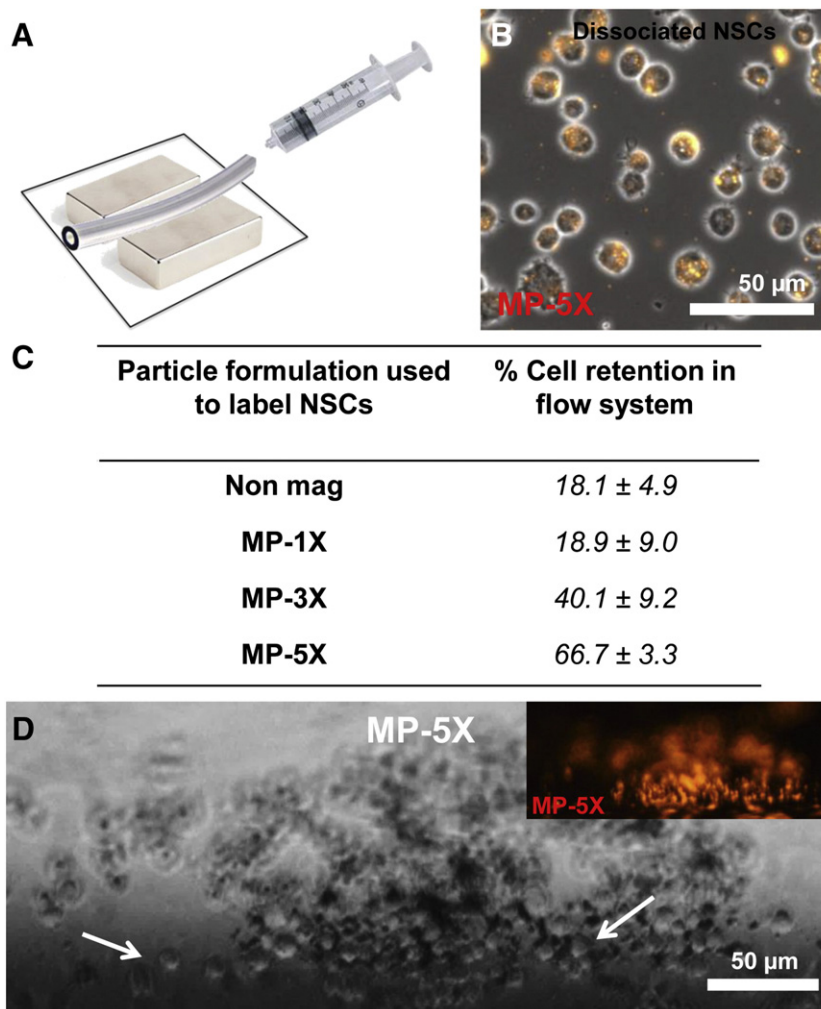 A
B
Dissociated NSCs
MP-5X
50 µm
C
Particle formulation used
to label NSCs
% Cell retention in
flow system
Non mag
18.1 ± 4.9
MP-1X
18.9 ± 9.0
MP-3X
40.1 ± 9.2
MP-5X
66.7 ± 3.3
D
MP-5X
MP-5X
50 µm